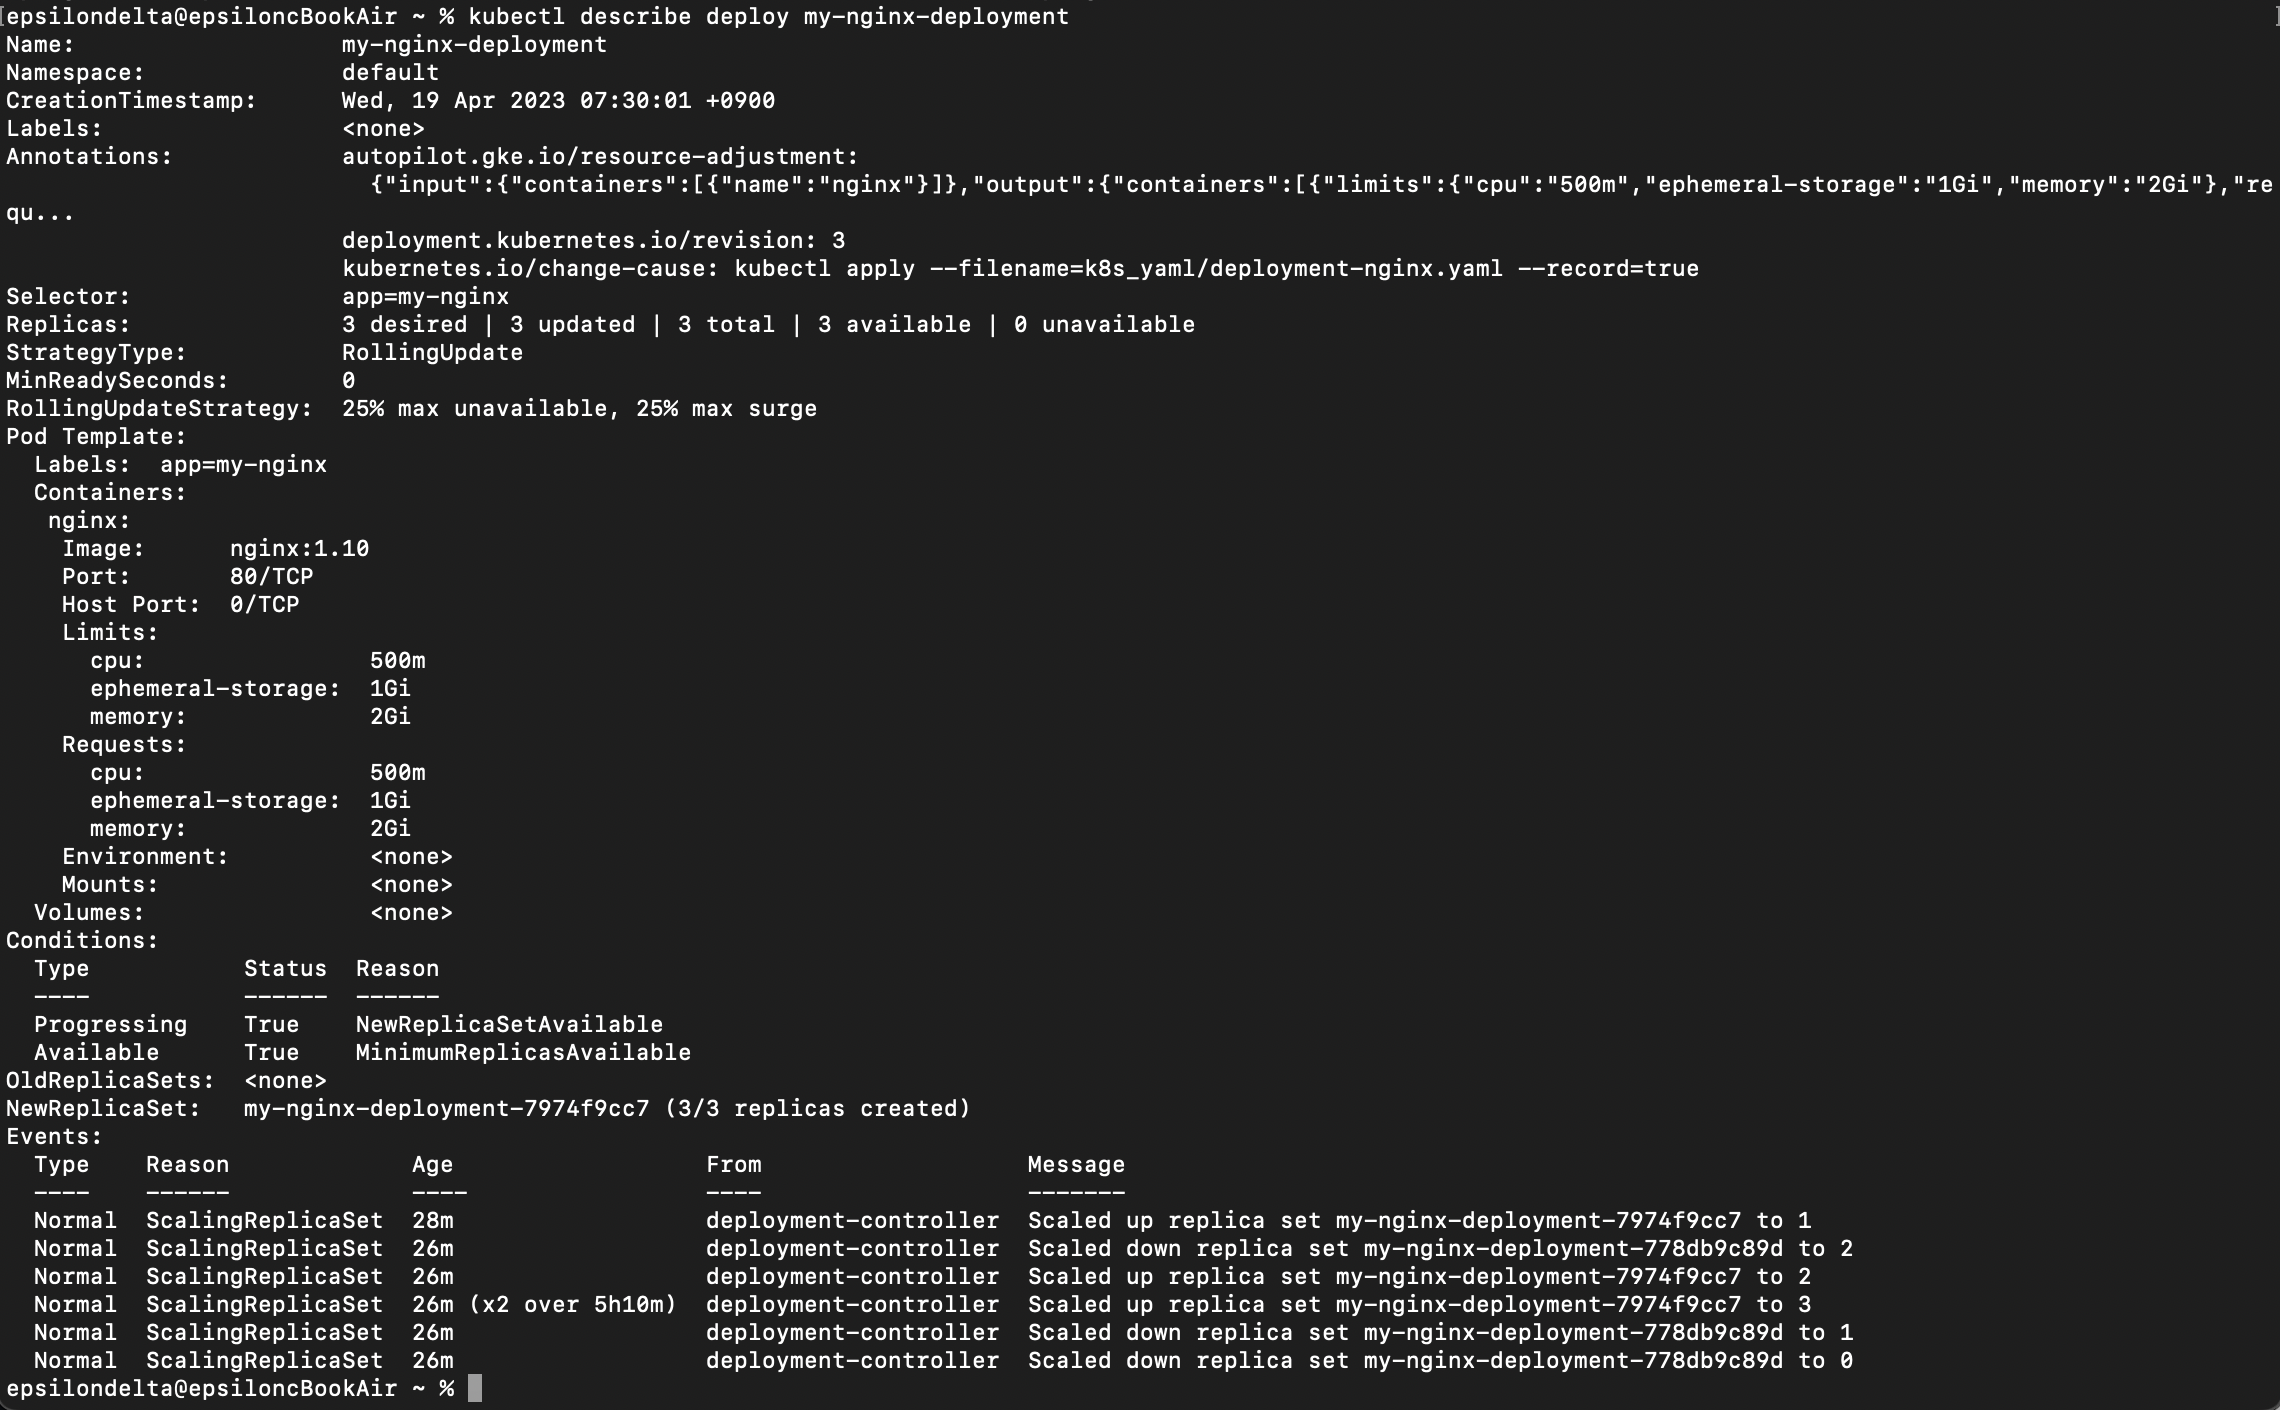 epsilondelta@epsiloncBookAir ~ % kubectl describe deploy my-nginx-deployment
Name:                   my-nginx-deployment
Namespace:              default
CreationTimestamp:      Wed, 19 Apr 2023 07:30:01 +0900
Labels:                 <none>
Annotations:            autopilot.gke.io/resource-adjustment:
                          {"input":{"containers":[{"name":"nginx"}]},"output":{"containers":[{"limits":{"cpu":"500m","ephemeral-storage":"1Gi","memory":"2Gi"},"re
qu...
                        deployment.kubernetes.io/revision: 3
                        kubernetes.io/change-cause: kubectl apply --filename=k8s_yaml/deployment-nginx.yaml --record=true
Selector:               app=my-nginx
Replicas:               3 desired | 3 updated | 3 total | 3 available | 0 unavailable
StrategyType:           RollingUpdate
MinReadySeconds:        0
RollingUpdateStrategy:  25% max unavailable, 25% max surge
Pod Template:
  Labels:  app=my-nginx
  Containers:
   nginx:
    Image:      nginx:1.10
    Port:       80/TCP
    Host Port:  0/TCP
    Limits:
      cpu:                500m
      ephemeral-storage:  1Gi
      memory:             2Gi
    Requests:
      cpu:                500m
      ephemeral-storage:  1Gi
      memory:             2Gi
    Environment:          <none>
    Mounts:               <none>
  Volumes:                <none>
Conditions:
  Type           Status  Reason
  ----           ------  ------
  Progressing    True    NewReplicaSetAvailable
  Available      True    MinimumReplicasAvailable
OldReplicaSets:  <none>
NewReplicaSet:   my-nginx-deployment-7974f9cc7 (3/3 replicas created)
Events:
  Type    Reason             Age                  From                   Message
  ----    ------             ----                 ----                   -------
  Normal  ScalingReplicaSet  28m                  deployment-controller  Scaled up replica set my-nginx-deployment-7974f9cc7 to 1
  Normal  ScalingReplicaSet  26m                  deployment-controller  Scaled down replica set my-nginx-deployment-778db9c89d to 2
  Normal  ScalingReplicaSet  26m                  deployment-controller  Scaled up replica set my-nginx-deployment-7974f9cc7 to 2
  Normal  ScalingReplicaSet  26m (x2 over 5h10m)  deployment-controller  Scaled up replica set my-nginx-deployment-7974f9cc7 to 3
  Normal  ScalingReplicaSet  26m                  deployment-controller  Scaled down replica set my-nginx-deployment-778db9c89d to 1
  Normal  ScalingReplicaSet  26m                  deployment-controller  Scaled down replica set my-nginx-deployment-778db9c89d to 0
epsilondelta@epsiloncBookAir ~ %